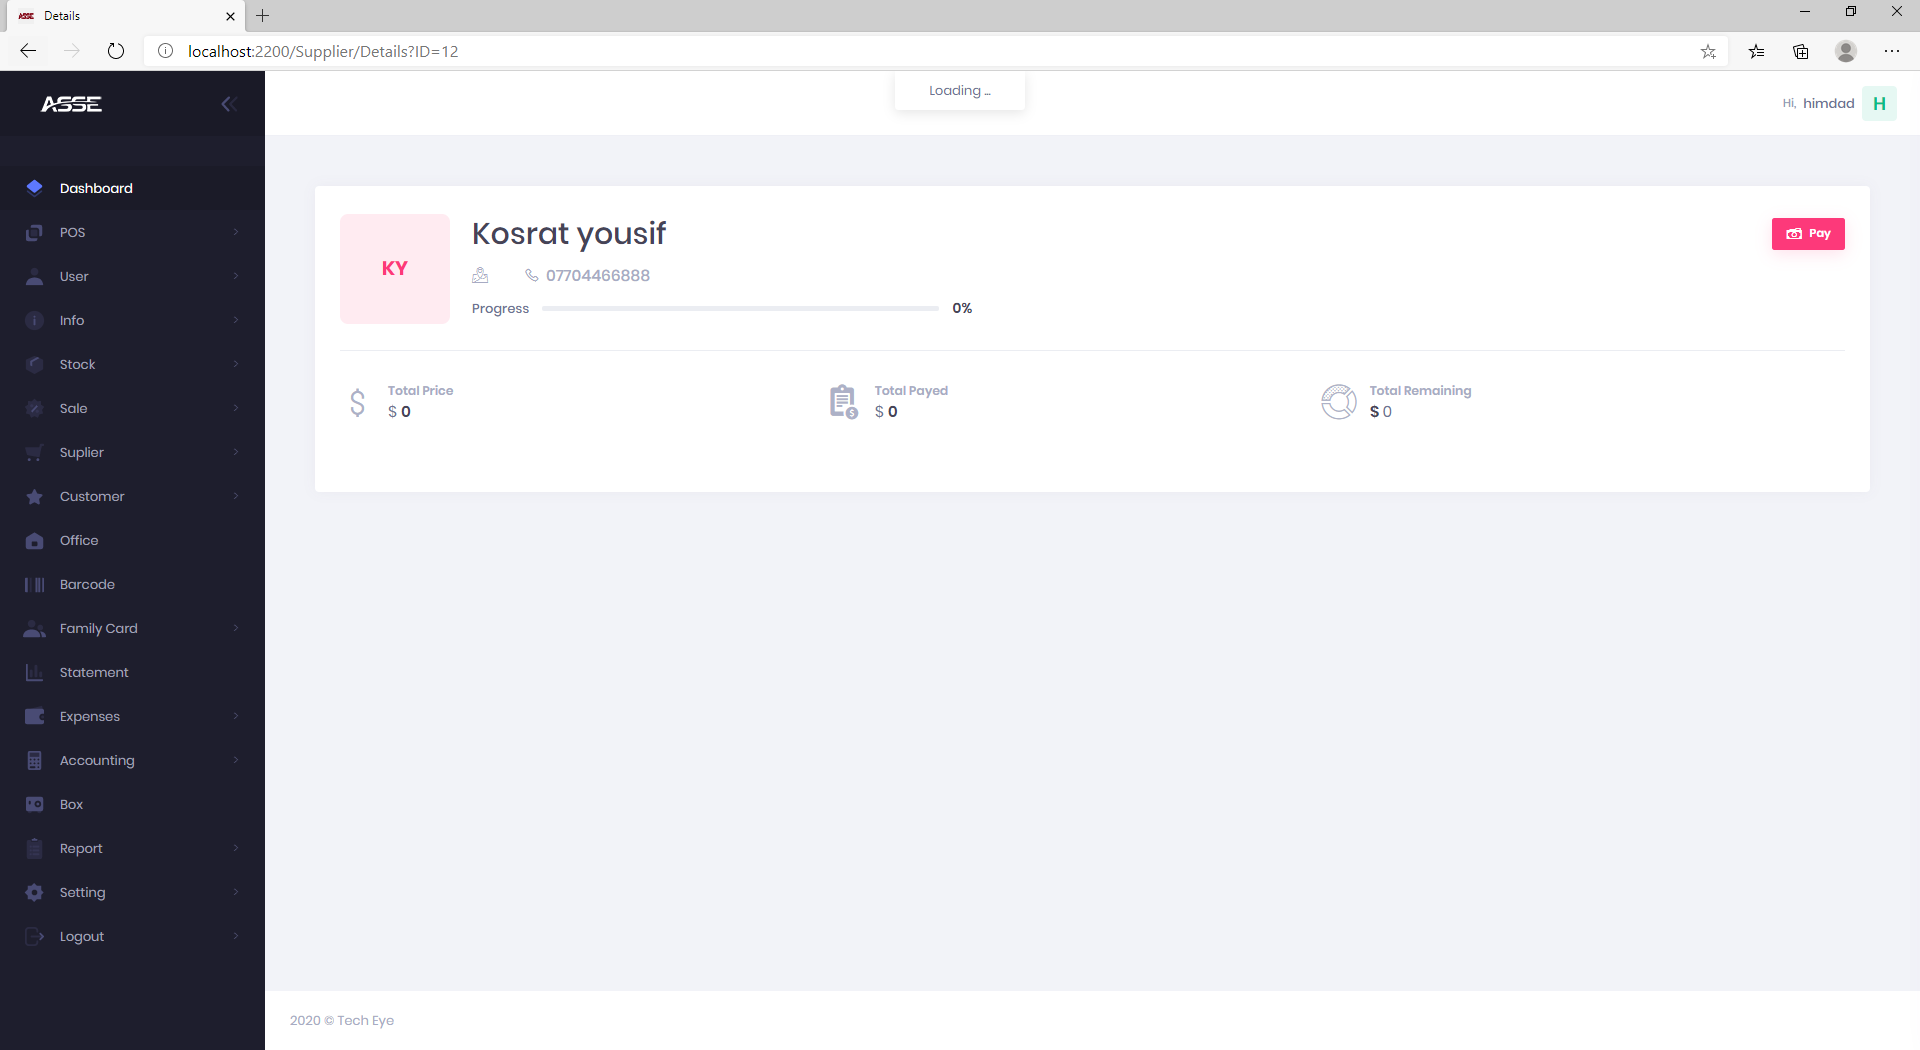 ASSE Details
localhost:2200/Supplier/Details?ID=12
ASSE
Loading ...
Hi, himdad H
Dashboard
POS
User
Info
Stock
Sale
Suplier
Customer
Office
Barcode
Family Card
Statement
Expenses
Accounting
Box
Report
Setting
Logout
KY
Kosrat yousif
Pay
07704466888
Progress 0%
Total Price
$ 0
Total Payed
$ 0
Total Remaining
$ 0
2020 © Tech Eye